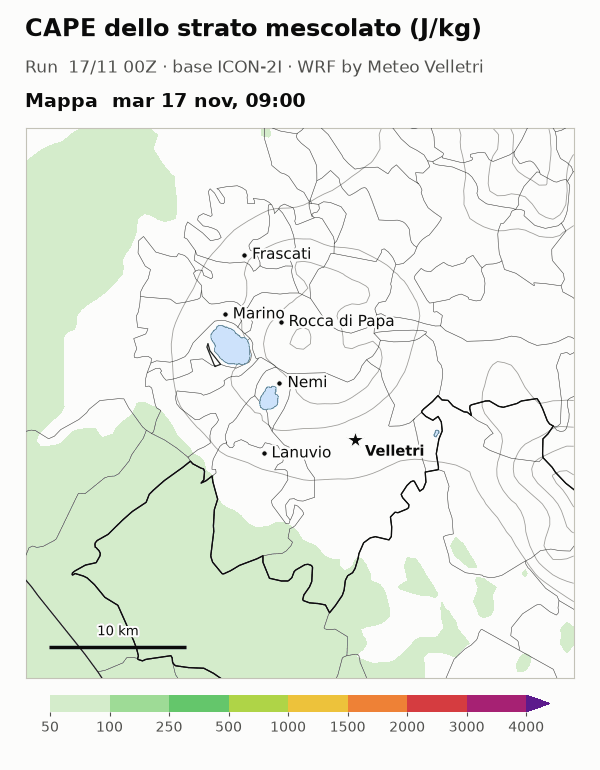 CAPE dello strato mescolato (J/kg)
Run  17/11 00Z · base ICON-2I · WRF by Meteo Velletri
Mappa  mar 17 nov, 09:00
Frascati
Marino
Rocca di Papa
Nemi
Lanuvio
Velletri
10 km
50 100 250 500 1000 1500 2000 3000 4000